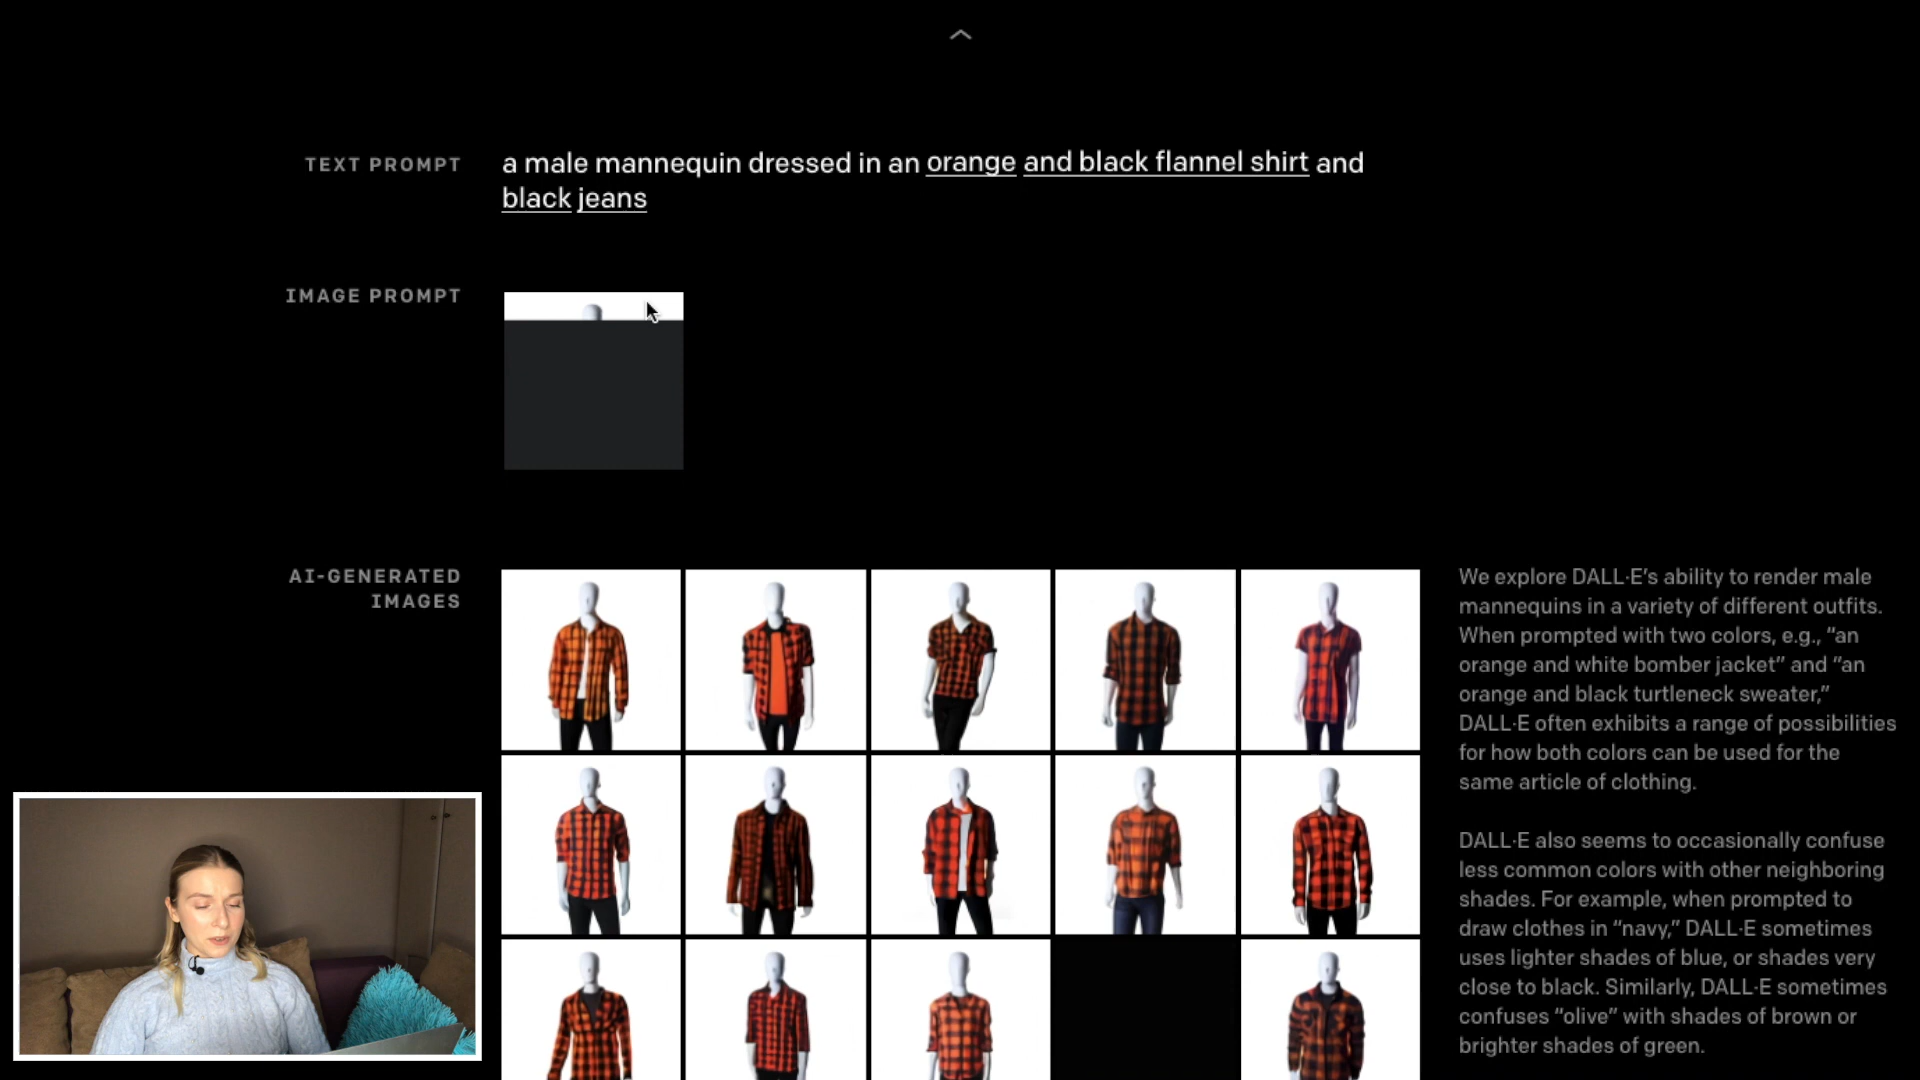 TEXT PROMPT
a male mannequin dressed in an orange and black flannel shirt and
black jeans
IMAGE PROMPT
AI-GENERATED
IMAGES
We explore DALL·E’s ability to render male
mannequins in a variety of different outfits.
When prompted with two colors, e.g., “an
orange and white bomber jacket” and “an
orange and black turtleneck sweater,”
DALL·E often exhibits a range of possibilities
for how both colors can be used for the
same article of clothing.
DALL·E also seems to occasionally confuse
less common colors with other neighboring
shades. For example, when prompted to
draw clothes in “navy,” DALL·E sometimes
uses lighter shades of blue, or shades very
close to black. Similarly, DALL·E sometimes
confuses “olive” with shades of brown or
brighter shades of green.